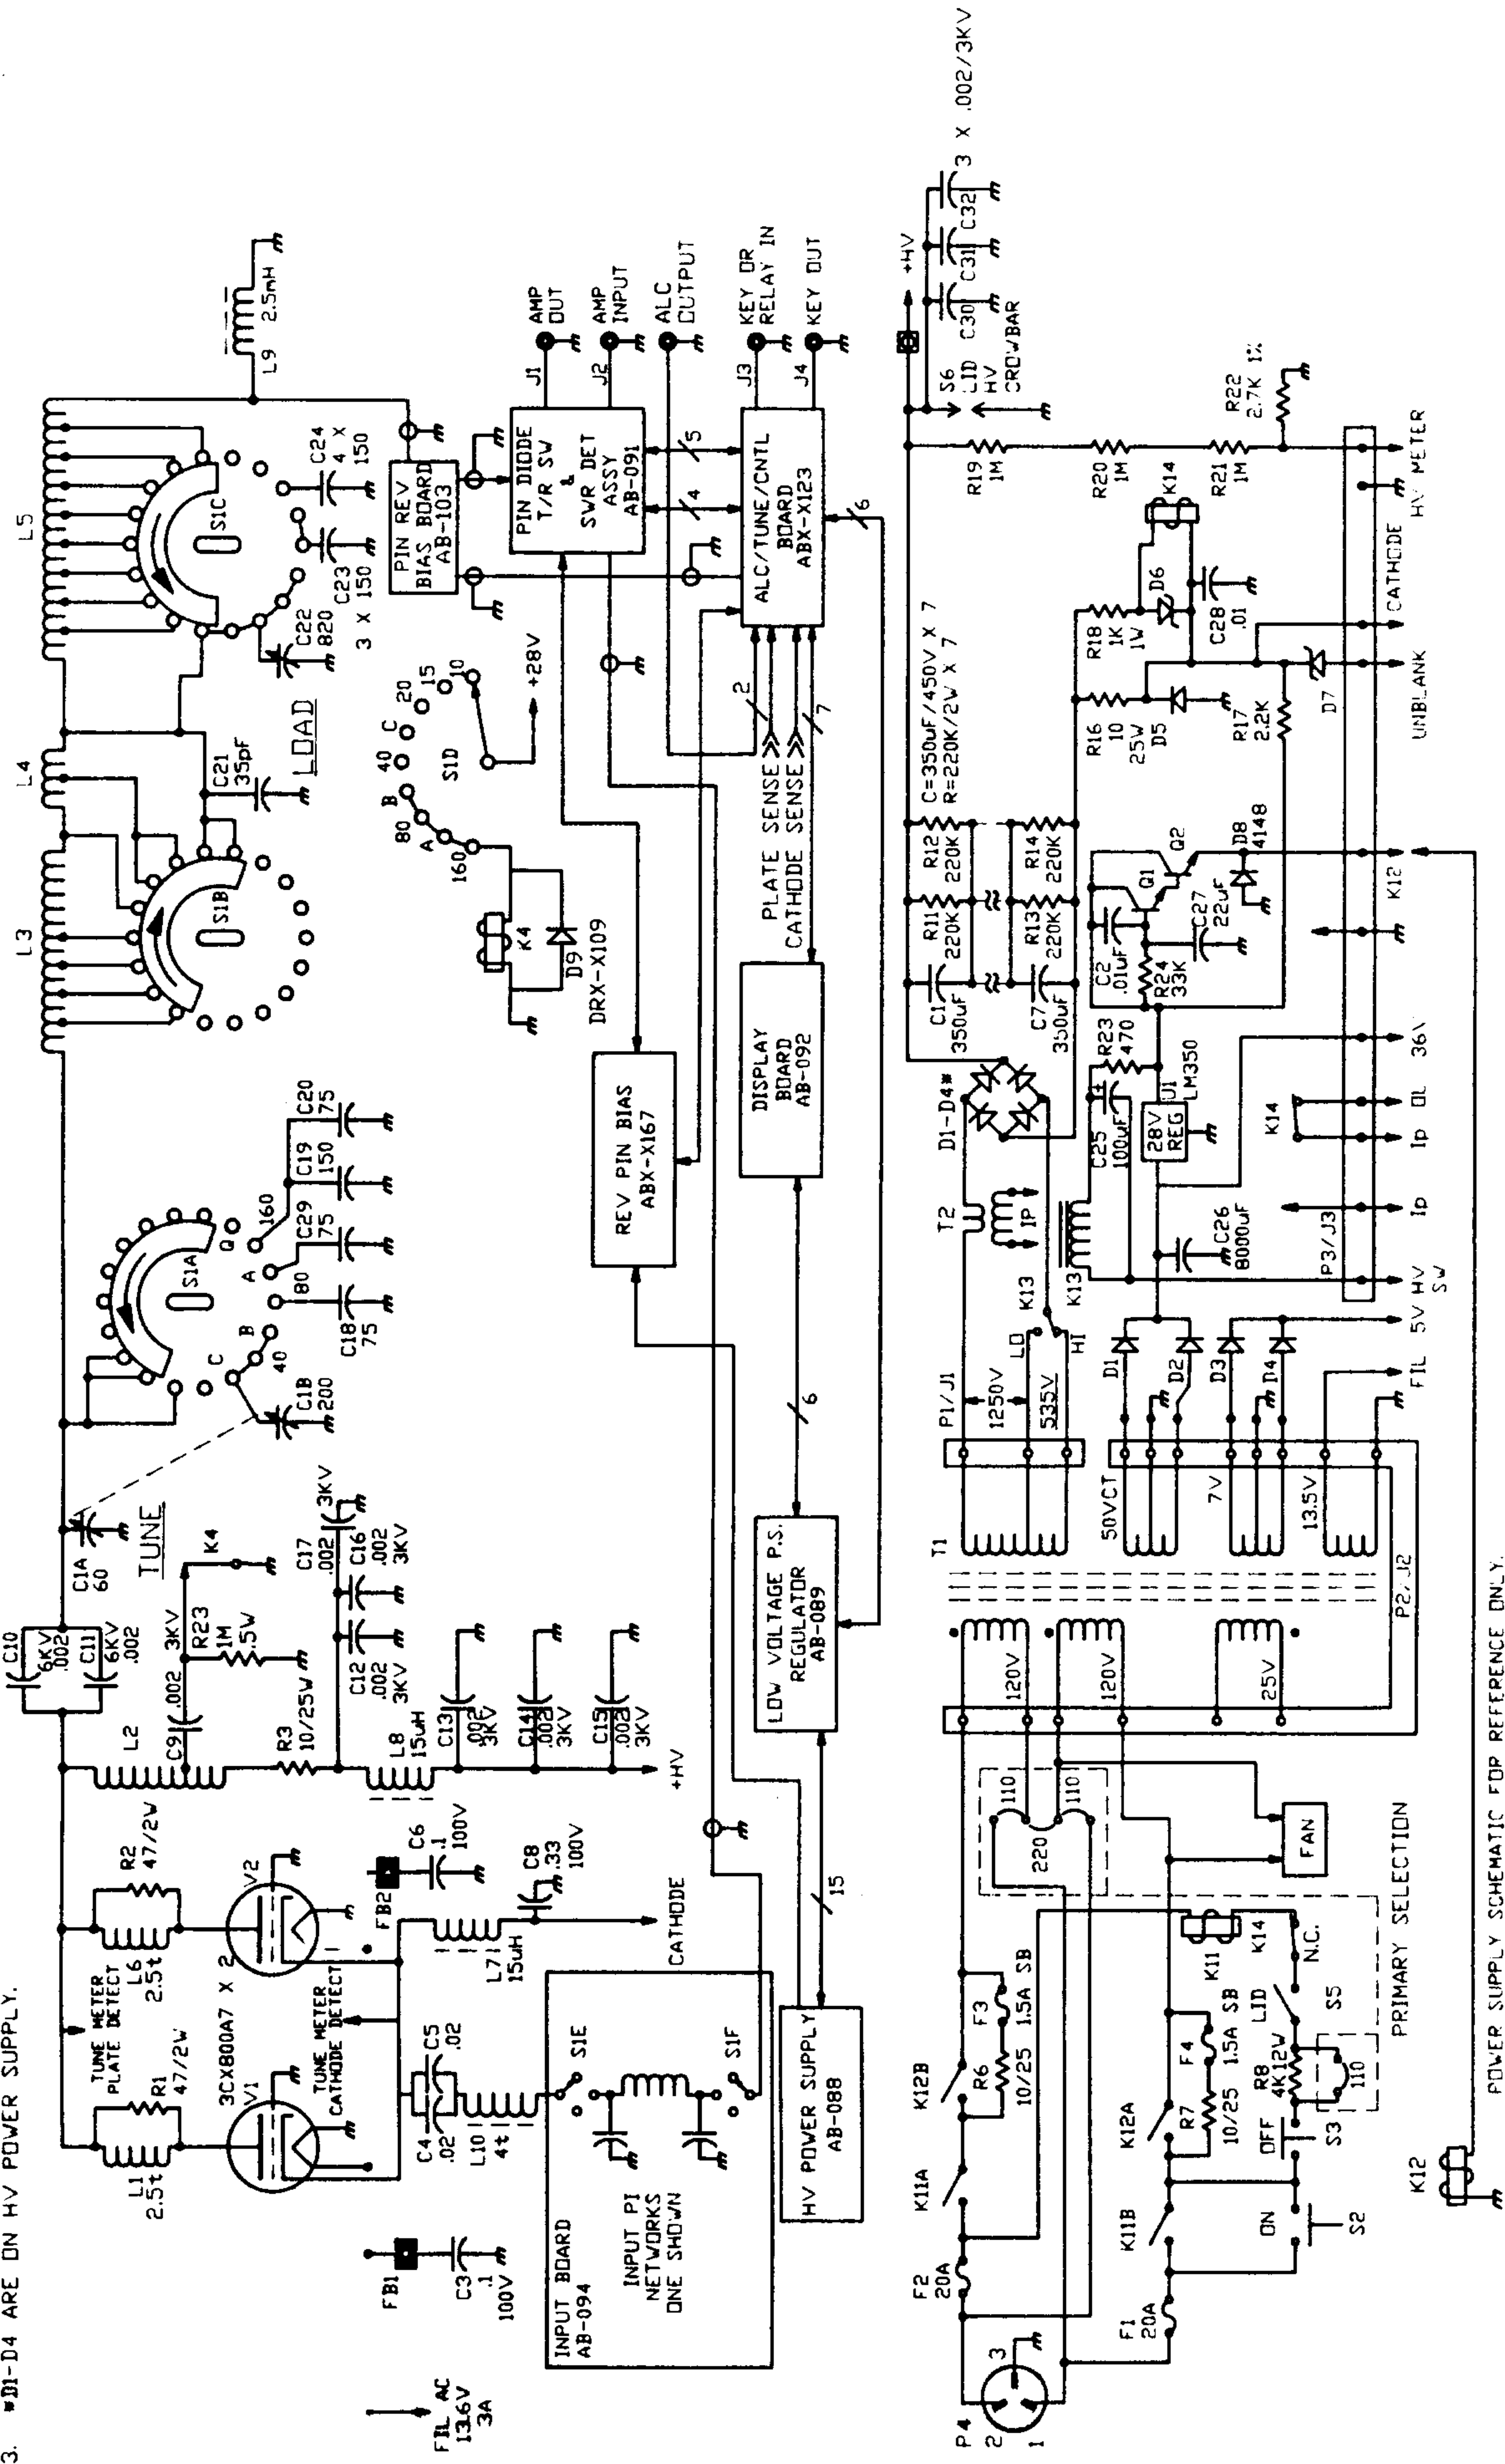 3. *D1-D4 ARE ON HV POWER SUPPLY.
C10
6KV
.002
C11
6KV
.002
C1A
60
TUNE
L3
L4
L5
S1A
C
B
40
80
A
160
C1B
200
C18
75
C29
75
C19
150
C20
75
S1B
C21
35pF
LOAD
S1C
C22
820
C23
3 X 150
C24
4 X
150
L9 2.5mH
TUNE METER
PLATE DETECT
L1
2.5t
R1
47/2W
L6
2.5t
R2
47/2W
3CX800A7 X 2
V1
V2
TUNE METER
CATHODE DETECT
L2
C9
.002 3KV
R23
1M
.5W
K4
R3
10/25W
C17
.002
3KV
C16
.002
3KV
C12
.002
3KV
L8
15uH
C13
.002
3KV
C14
.002
3KV
C15
.002
3KV
+HV
FB1
C3
.1
100V
FB2
C6
.1
100V
C8
.33
100V
L7
15uH
CATHODE
C4
.02
C5
.02
L10
4t
FIL AC
13.6V
3A
INPUT BOARD
AB-094
INPUT PI
NETWORKS
ONE SHOWN
S1E
S1F
HV POWER SUPPLY
AB-088
15
LOW VOLTAGE P.S.
REGULATOR
AB-089
6
DISPLAY
BOARD
AB-092
REV PIN BIAS
ABX-X167
K4
D9
DRX-X109
160
A
80
B
40
C
20
15
10
S1D
+28V
PIN REV
BIAS BOARD
AB-103
PIN DIODE
T/R SW
&
SWR DET
ASSY
AB-091
J1
AMP
OUT
J2
AMP
INPUT
ALC
OUTPUT
4
5
ALC/TUNE/CNTL
BOARD
ABX-X123
J3
KEY OR
RELAY IN
J4
KEY OUT
2
PLATE SENSE
CATHODE SENSE
7
6
P4
2
1
3
F2
20A
K11A
K12B
F3
R6
10/25
1.5A SB
F1
20A
K11B
K12A
R7
10/25
F4
1.5A SB
ON
S2
OFF
S3
R8
4K12W
110
LID
S5
K14
N.C.
K11
PRIMARY SELECTION
110
220
110
FAN
120V
120V
25V
P2/J2
T1
P1/J1
1250V
535V
LO
HI
K13
K13
T2
IP
D1-D4*
50VCT
7V
13.5V
D1
D2
D3
D4
FIL
5V
HV
SW
P3/J3
Ip
Ip
OL
K14
36V
C26
8000uF
28V
REG
U1
LM350
C25
100uF
R23
470
C1
350uF
C7
350uF
R11
220K
R12
220K
R13
220K
R14
220K
C=350uF/450V X 7
R=220K/2W X 7
C2
.01uF
R24
33K
Q1
Q2
C27
22uF
D8
4148
K12
R16
10
25W
D5
R17
2.2K
R18
1K
1W
D6
C28
.01
D7
K14
UNBLANK
CATHODE
HV METER
R19
1M
R20
1M
R21
1M
R22
2.7K 1%
S6
LID
HV
CROWBAR
+HV
C30
C31
C32
3 X .002/3KV
K12
POWER SUPPLY SCHEMATIC FOR REFERENCE ONLY.